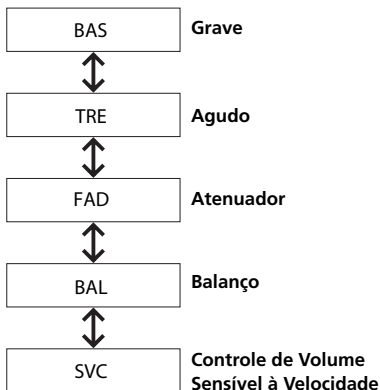 BAS Grave
TRE Agudo
FAD Atenuador
BAL Balanço
SVC Controle de Volume
Sensível à Velocidade